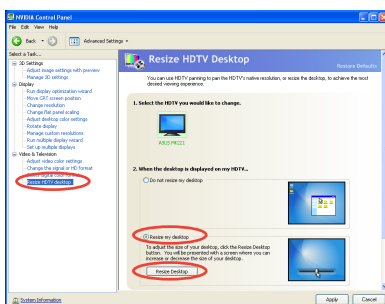 NVIDIA Control Panel
File Edit View Help
Back Advanced Settings
Select a Task...
3D Settings
Adjust image settings with preview
Manage 3D settings
Display
Run display optimization wizard
Move CRT screen position
Change resolution
Change flat panel scaling
Adjust desktop color settings
Rotate display
Manage custom resolutions
Run multiple display wizard
Set up multiple displays
Video & Television
Adjust video color settings
Change the signal or HD format
Resize HDTV desktop
System Information
Resize HDTV Desktop
Restore Defaults
You can use HDTV panning to pan the HDTV's native resolution, or resize the desktop, to achieve the most
desired viewing experience.
1. Select the HDTV you would like to change.
2. When the desktop is displayed on my HDTV...
Do not resize my desktop
Resize my desktop
To adjust the size of your desktop, click the Resize Desktop
button. You will be presented with a screen where you can
increase or decrease the size of your desktop.
Resize Desktop
Apply Cancel